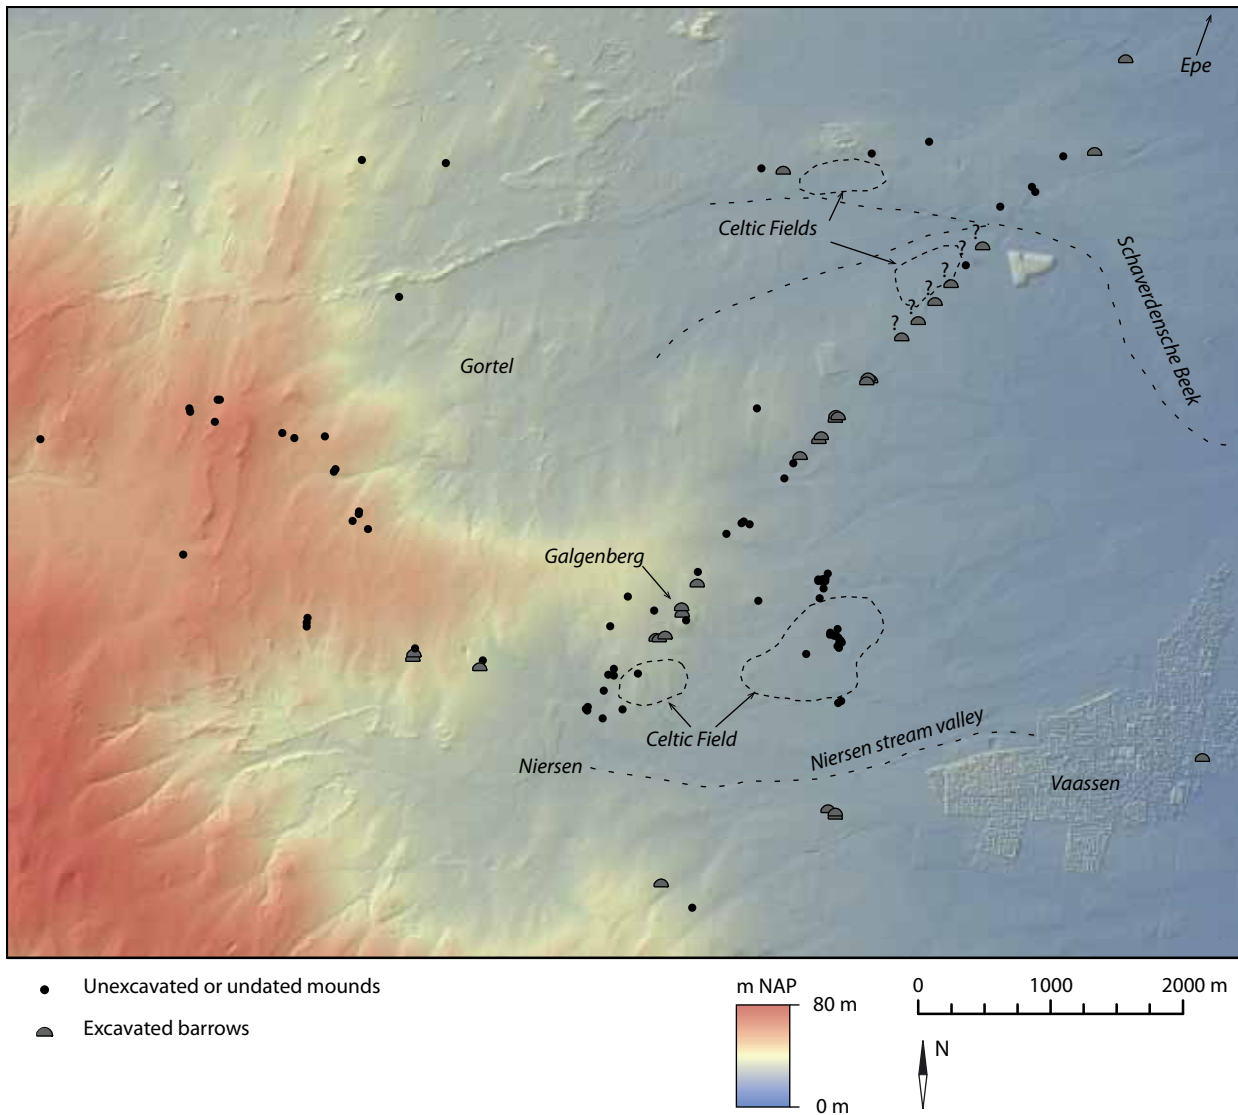 Epe
Celtic Fields
?
?
?
?
?
?
Schaverdensche Beek
Gortel
Galgenberg
Celtic Field
Niersen stream valley
Niersen
Vaassen
Unexcavated or undated mounds
Excavated barrows
m NAP
80 m
0 m
0 1000 2000 m
N